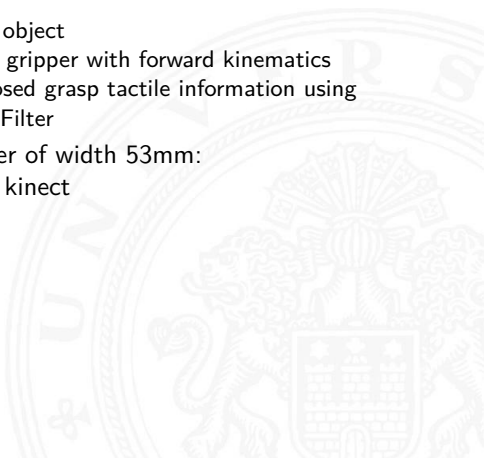 object
gripper with forward kinematics
osed grasp tactile information using
Filter
er of width 53mm:
kinect
U N I V E R S